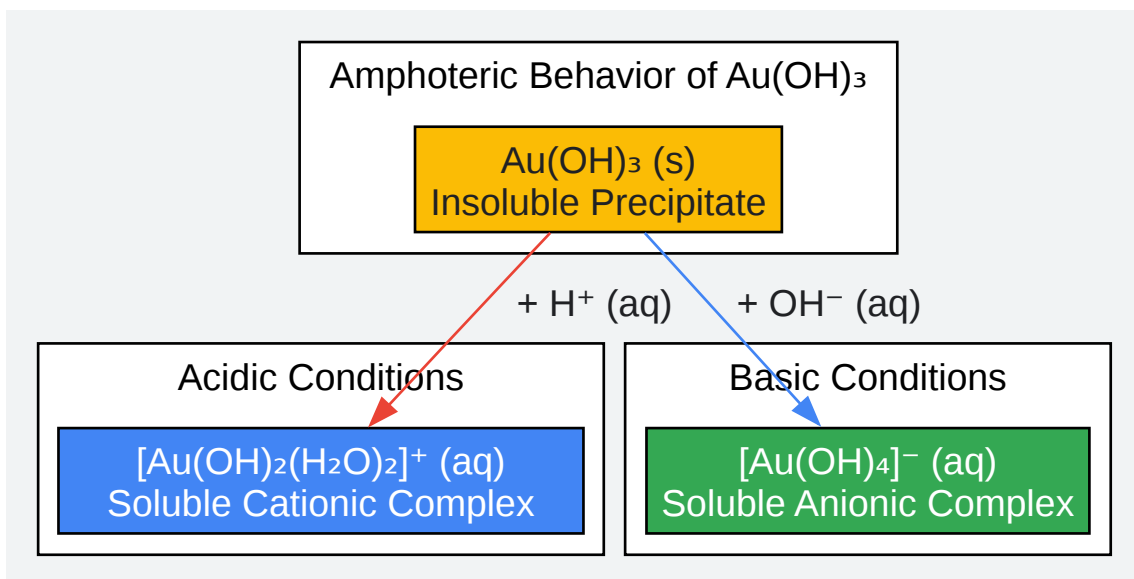 Amphoteric Behavior of Au(OH)₃
Au(OH)₃ (s)
Insoluble Precipitate
+ H⁺ (aq)
+ OH⁻ (aq)
Acidic Conditions
[Au(OH)₂(H₂O)₂]⁺ (aq)
Soluble Cationic Complex
Basic Conditions
[Au(OH)₄]⁻ (aq)
Soluble Anionic Complex